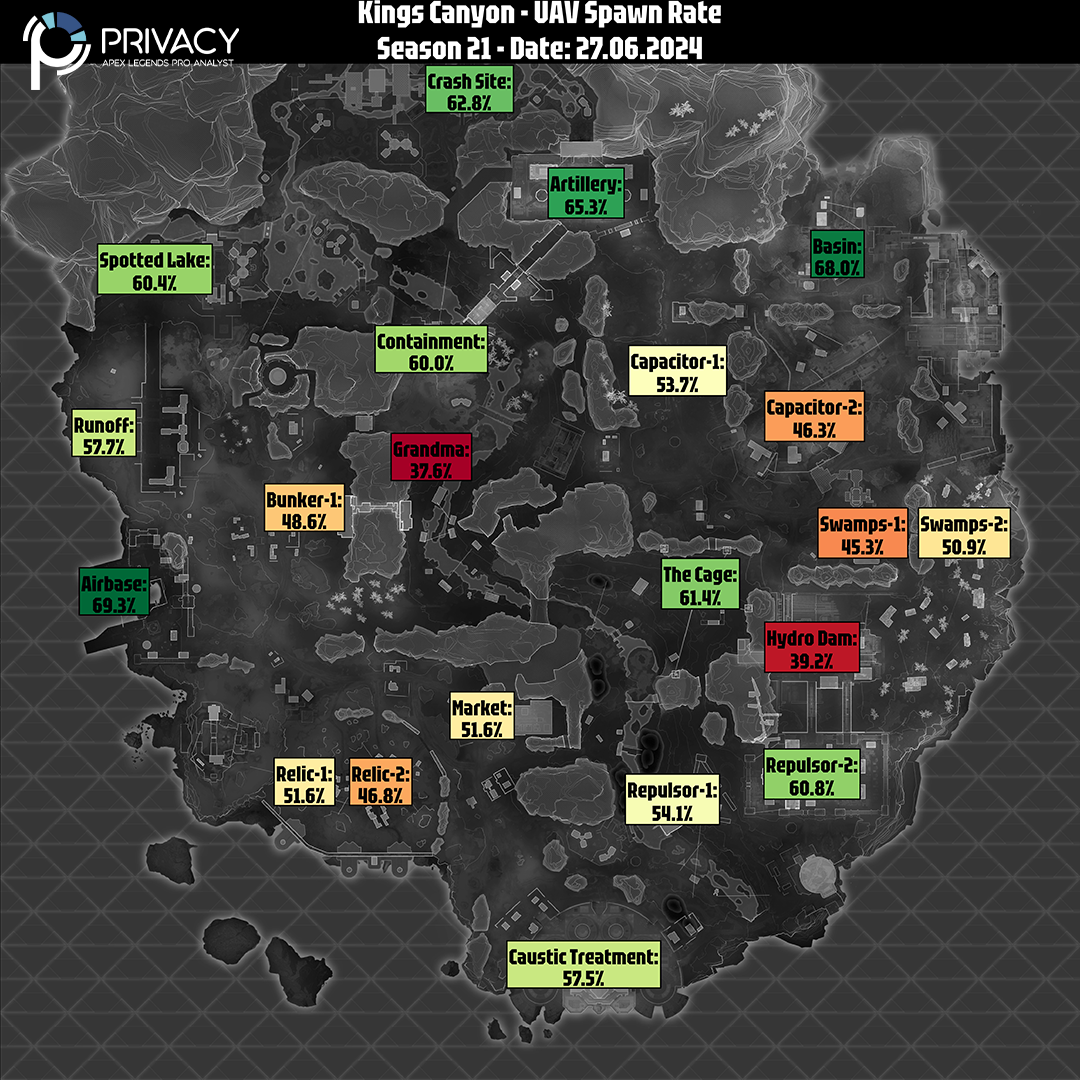 Kings Canyon - UAV Spawn Rate
Season 21 - Date: 27.06.2024
PRIVACY
APEX LEGENDS PRO ANALYST
Crash Site:
62.8%
Artillery:
65.3%
Basin:
68.0%
Spotted Lake:
60.4%
Containment:
60.0%
Capacitor-1:
53.7%
Capacitor-2:
46.3%
Runoff:
57.7%
Grandma:
37.6%
Bunker-1:
48.6%
Swamps-1:
45.3%
Swamps-2:
50.9%
Airbase:
69.3%
The Cage:
61.4%
Hydro Dam:
39.2%
Market:
51.6%
Relic-1:
51.6%
Relic-2:
46.8%
Repulsor-1:
54.1%
Repulsor-2:
60.8%
Caustic Treatment:
57.5%